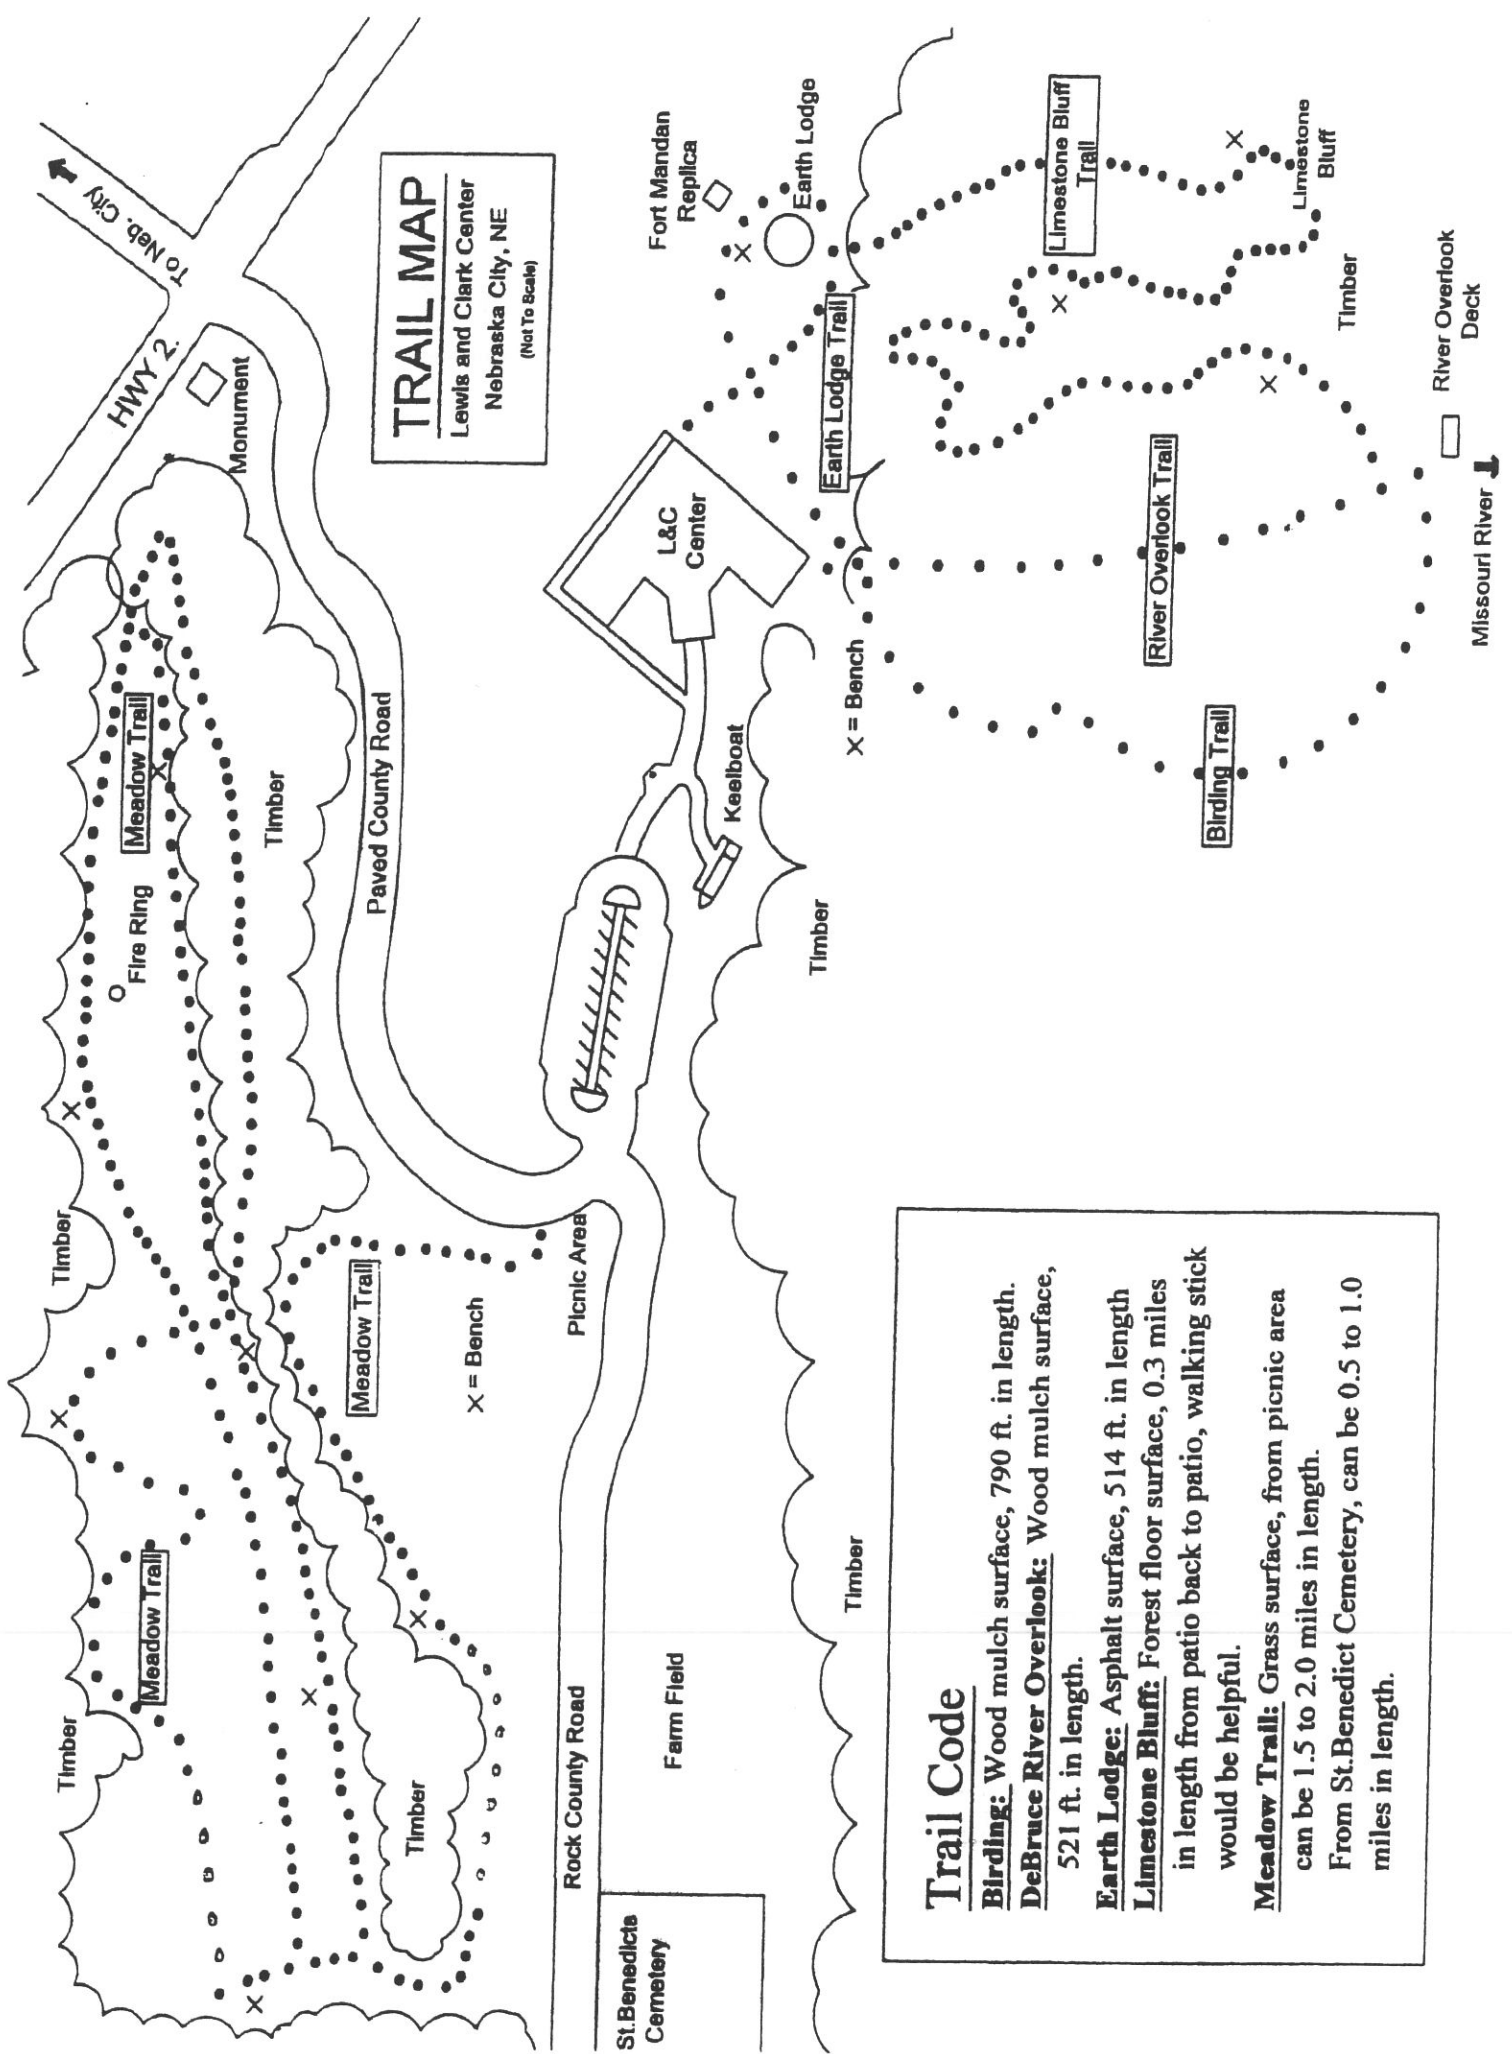 To Neb. City
HWY 2.
Monument
TRAIL MAP
Lewis and Clark Center
Nebraska City, NE
(Not To Scale)
Fort Mandan
Replica
Earth Lodge
Earth Lodge Trail
Limestone Bluff
Trail
Limestone
Bluff
Timber
River Overlook
Deck
Missouri River
River Overlook Trail
Birding Trail
X = Bench
L&C
Center
Keelboat
Timber
Paved County Road
Timber
Meadow Trail
Fire Ring
Timber
Meadow Trail
X = Bench
Picnic Area
Meadow Trail
Timber
Timber
Rock County Road
Farm Field
Timber
St.Benedicts
Cemetery
Trail Code
Birding: Wood mulch surface, 790 ft. in length.
DeBruce River Overlook: Wood mulch surface,
521 ft. in length.
Earth Lodge: Asphalt surface, 514 ft. in length
Limestone Bluff: Forest floor surface, 0.3 miles
in length from patio back to patio, walking stick
would be helpful.
Meadow Trail: Grass surface, from picnic area
can be 1.5 to 2.0 miles in length.
From St.Benedict Cemetery, can be 0.5 to 1.0
miles in length.